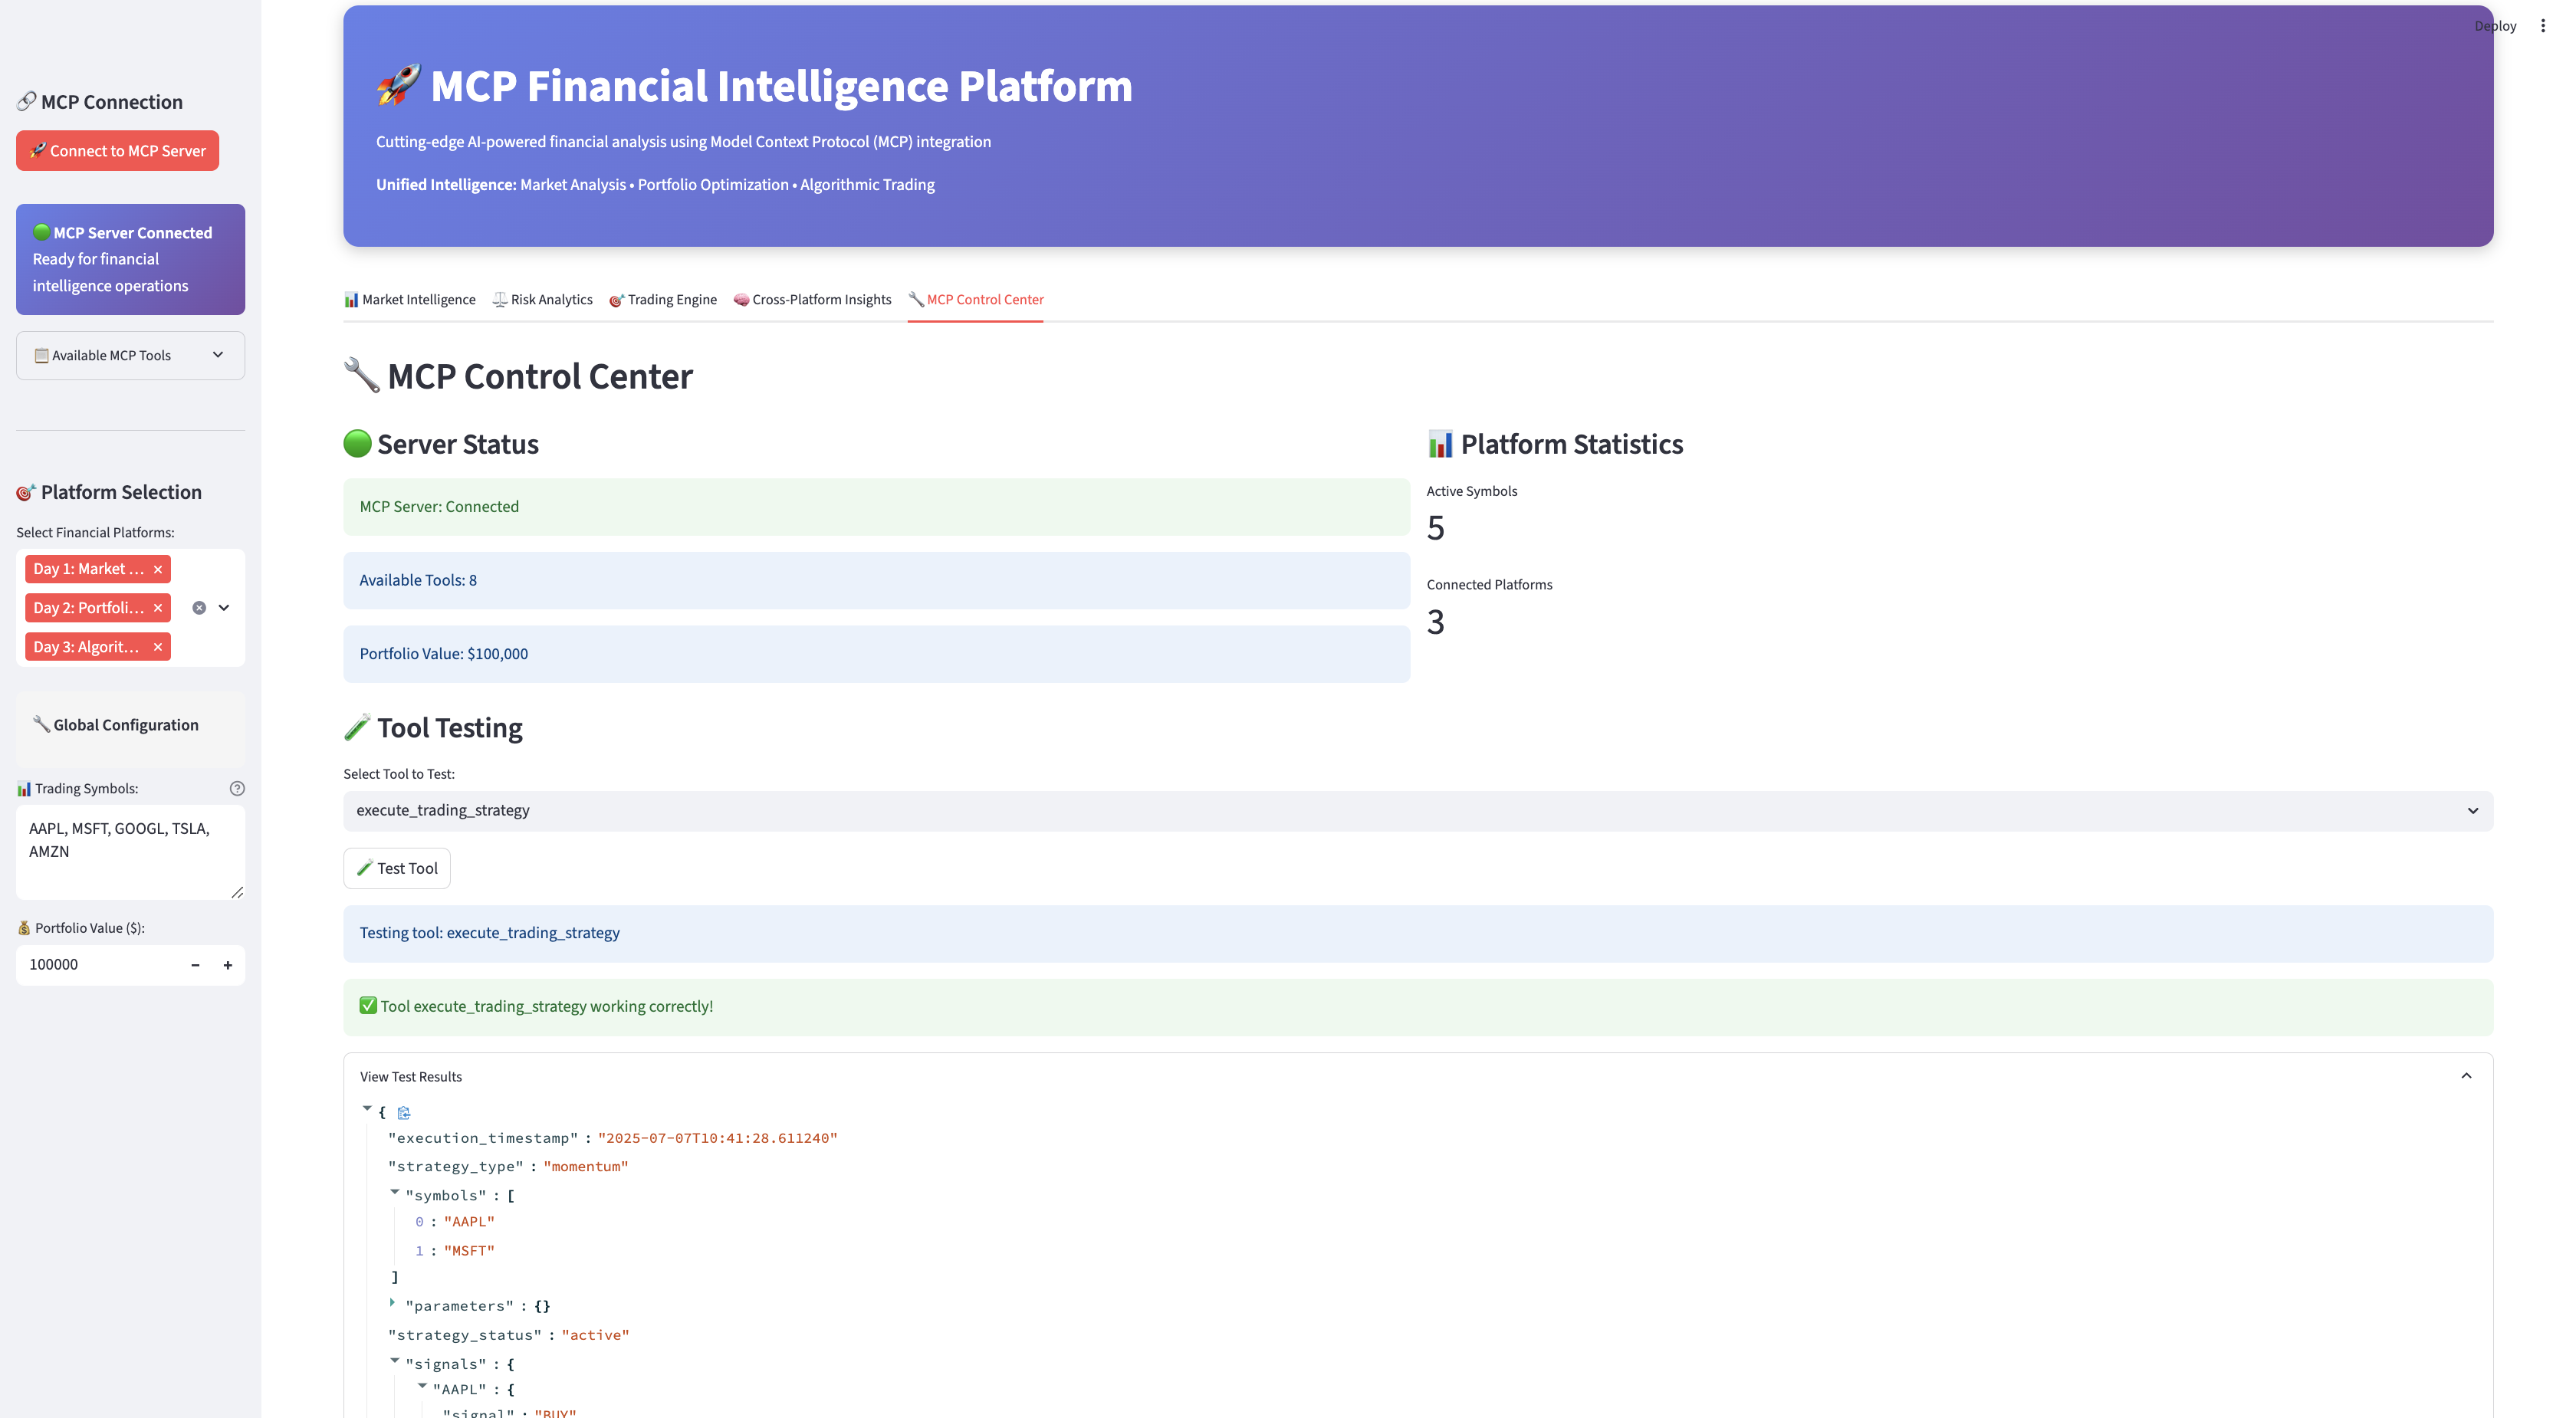 Deploy
MCP Connection
Connect to MCP Server
MCP Server Connected
Ready for financial
intelligence operations
Available MCP Tools
Platform Selection
Select Financial Platforms:
Day 1: Market ...
Day 2: Portfoli...
Day 3: Algorit...
Global Configuration
Trading Symbols:
AAPL, MSFT, GOOGL, TSLA,
AMZN
Portfolio Value ($):
100000
MCP Financial Intelligence Platform
Cutting-edge AI-powered financial analysis using Model Context Protocol (MCP) integration
Unified Intelligence: Market Analysis • Portfolio Optimization • Algorithmic Trading
Market Intelligence
Risk Analytics
Trading Engine
Cross-Platform Insights
MCP Control Center
MCP Control Center
Server Status
MCP Server: Connected
Available Tools: 8
Portfolio Value: $100,000
Platform Statistics
Active Symbols
5
Connected Platforms
3
Tool Testing
Select Tool to Test:
execute_trading_strategy
Test Tool
Testing tool: execute_trading_strategy
Tool execute_trading_strategy working correctly!
View Test Results
{
"execution_timestamp" : "2025-07-07T10:41:28.611240"
"strategy_type" : "momentum"
"symbols" : [
0 : "AAPL"
1 : "MSFT"
]
"parameters" : {}
"strategy_status" : "active"
"signals" : {
"AAPL" : {
"signal" : "BUY"